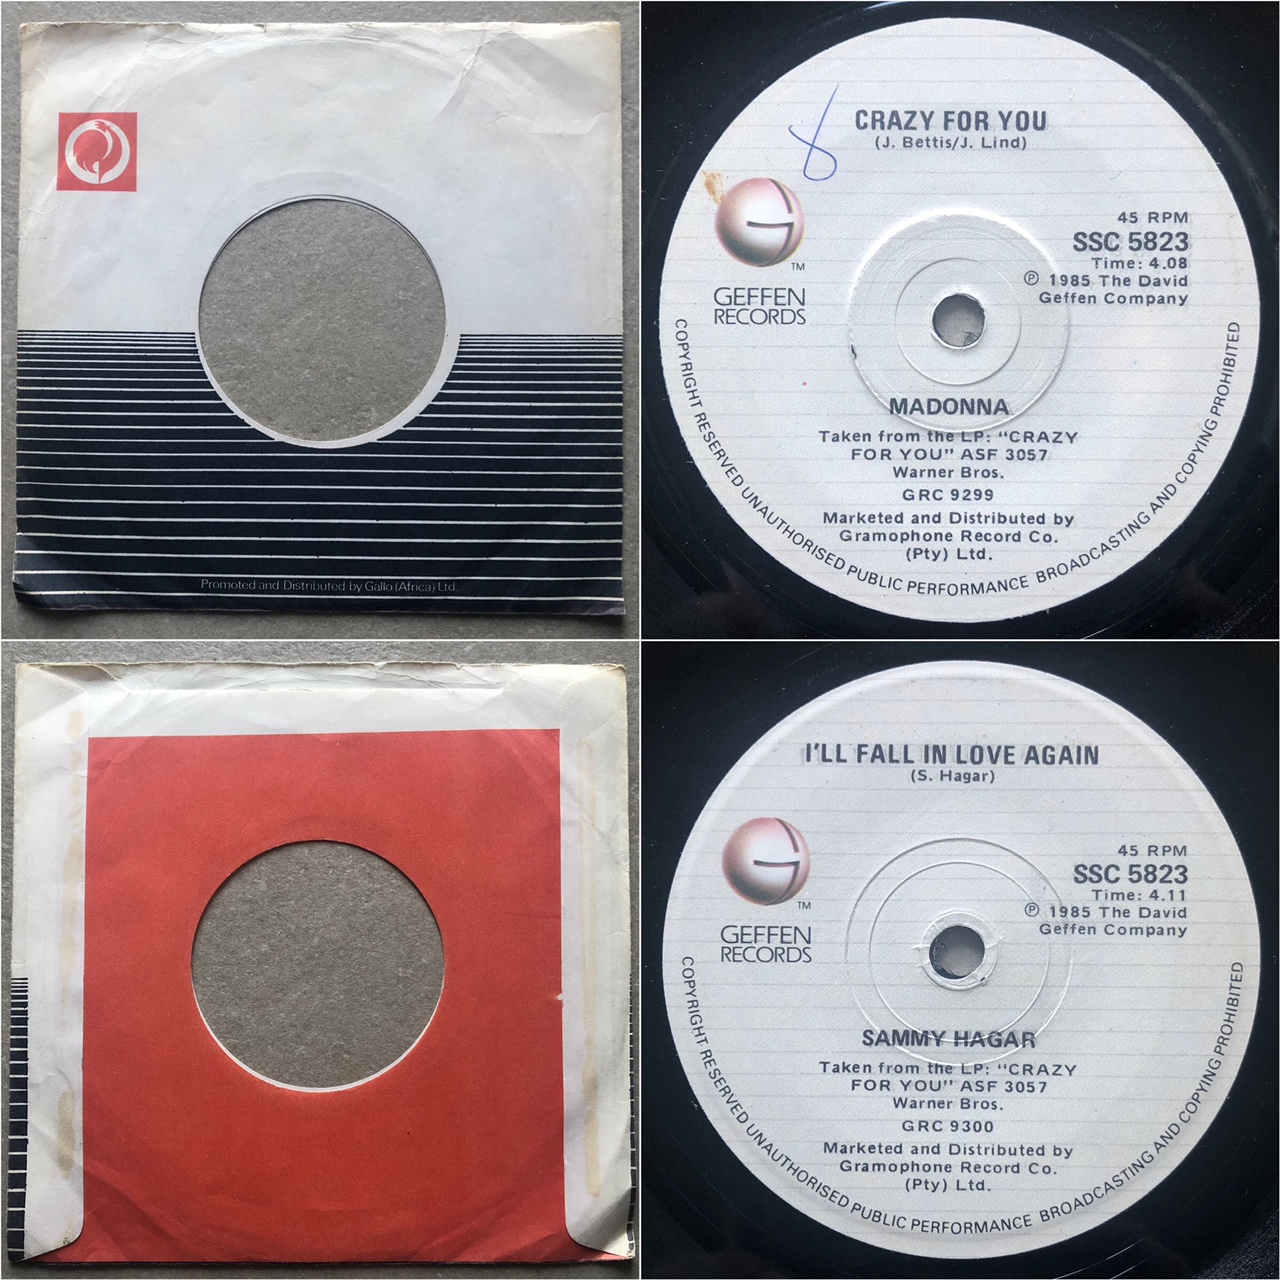 Promoted and Distributed by Gallo (Africa) Ltd.
8
CRAZY FOR YOU
(J. Bettis/J. Lind)
TM
GEFFEN
RECORDS
45 RPM
SSC 5823
Time: 4.08
℗ 1985 The David
Geffen Company
MADONNA
Taken from the LP: “CRAZY
FOR YOU” ASF 3057
Warner Bros.
GRC 9299
Marketed and Distributed by
Gramophone Record Co.
(Pty) Ltd.
COPYRIGHT RESERVED UNAUTHORISED PUBLIC PERFORMANCE BROADCASTING AND COPYING PROHIBITED
I'LL FALL IN LOVE AGAIN
(S. Hagar)
TM
GEFFEN
RECORDS
45 RPM
SSC 5823
Time: 4.11
℗ 1985 The David
Geffen Company
SAMMY HAGAR
Taken from the LP: “CRAZY
FOR YOU” ASF 3057
Warner Bros.
GRC 9300
Marketed and Distributed by
Gramophone Record Co.
(Pty) Ltd.
COPYRIGHT RESERVED UNAUTHORISED PUBLIC PERFORMANCE BROADCASTING AND COPYING PROHIBITED